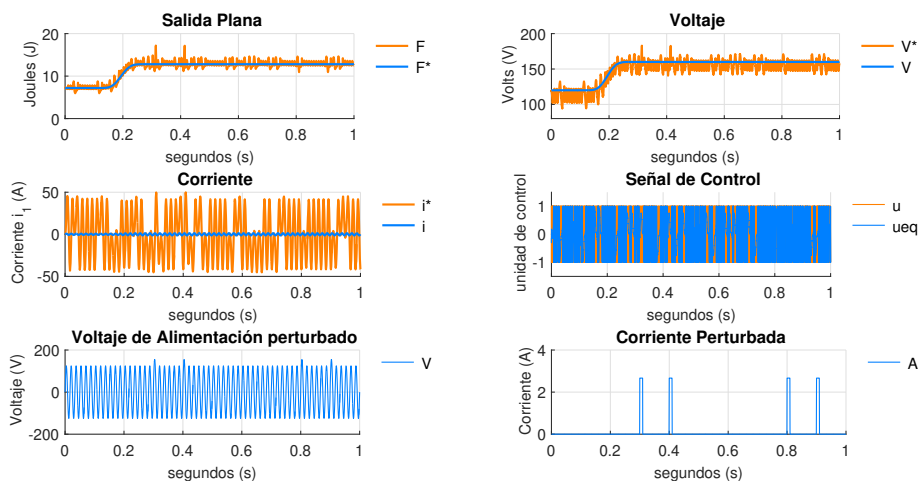 Salida Plana
Joules (J)
20
10
0
0 0.2 0.4 0.6 0.8 1
segundos (s)
F
F*
Voltaje
Volts (V)
200
150
100
0 0.2 0.4 0.6 0.8 1
segundos (s)
V*
V
Corriente
Corriente i1 (A)
50
0
-50
0 0.2 0.4 0.6 0.8 1
segundos (s)
i*
i
Señal de Control
unidad de control
1
0
-1
0 0.2 0.4 0.6 0.8 1
segundos (s)
u
ueq
Voltaje de Alimentación perturbado
Voltaje (V)
200
0
-200
0 0.2 0.4 0.6 0.8 1
segundos (s)
V
Corriente Perturbada
Corriente (A)
4
2
0
0 0.2 0.4 0.6 0.8 1
segundos (s)
A